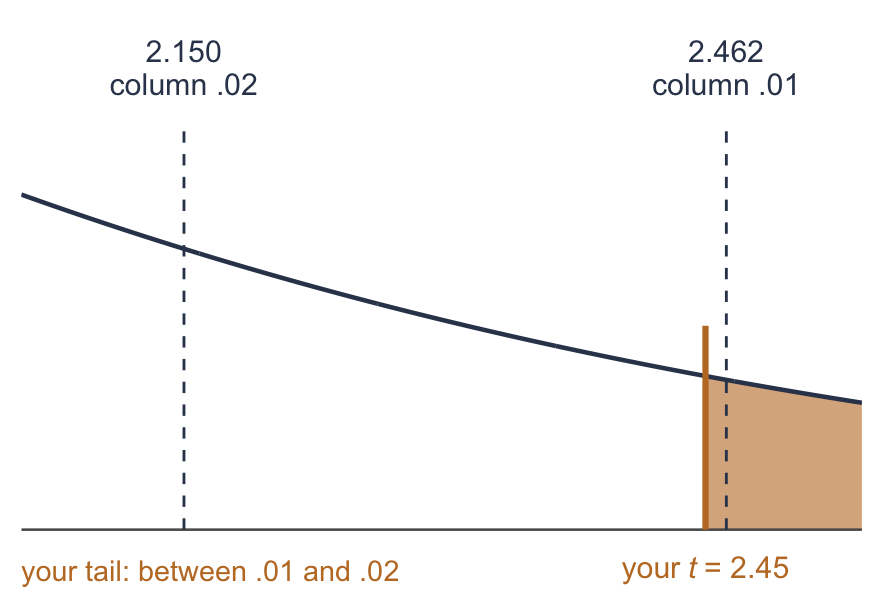 2.150
column .02
2.462
column .01
your tail: between .01 and .02
your t = 2.45